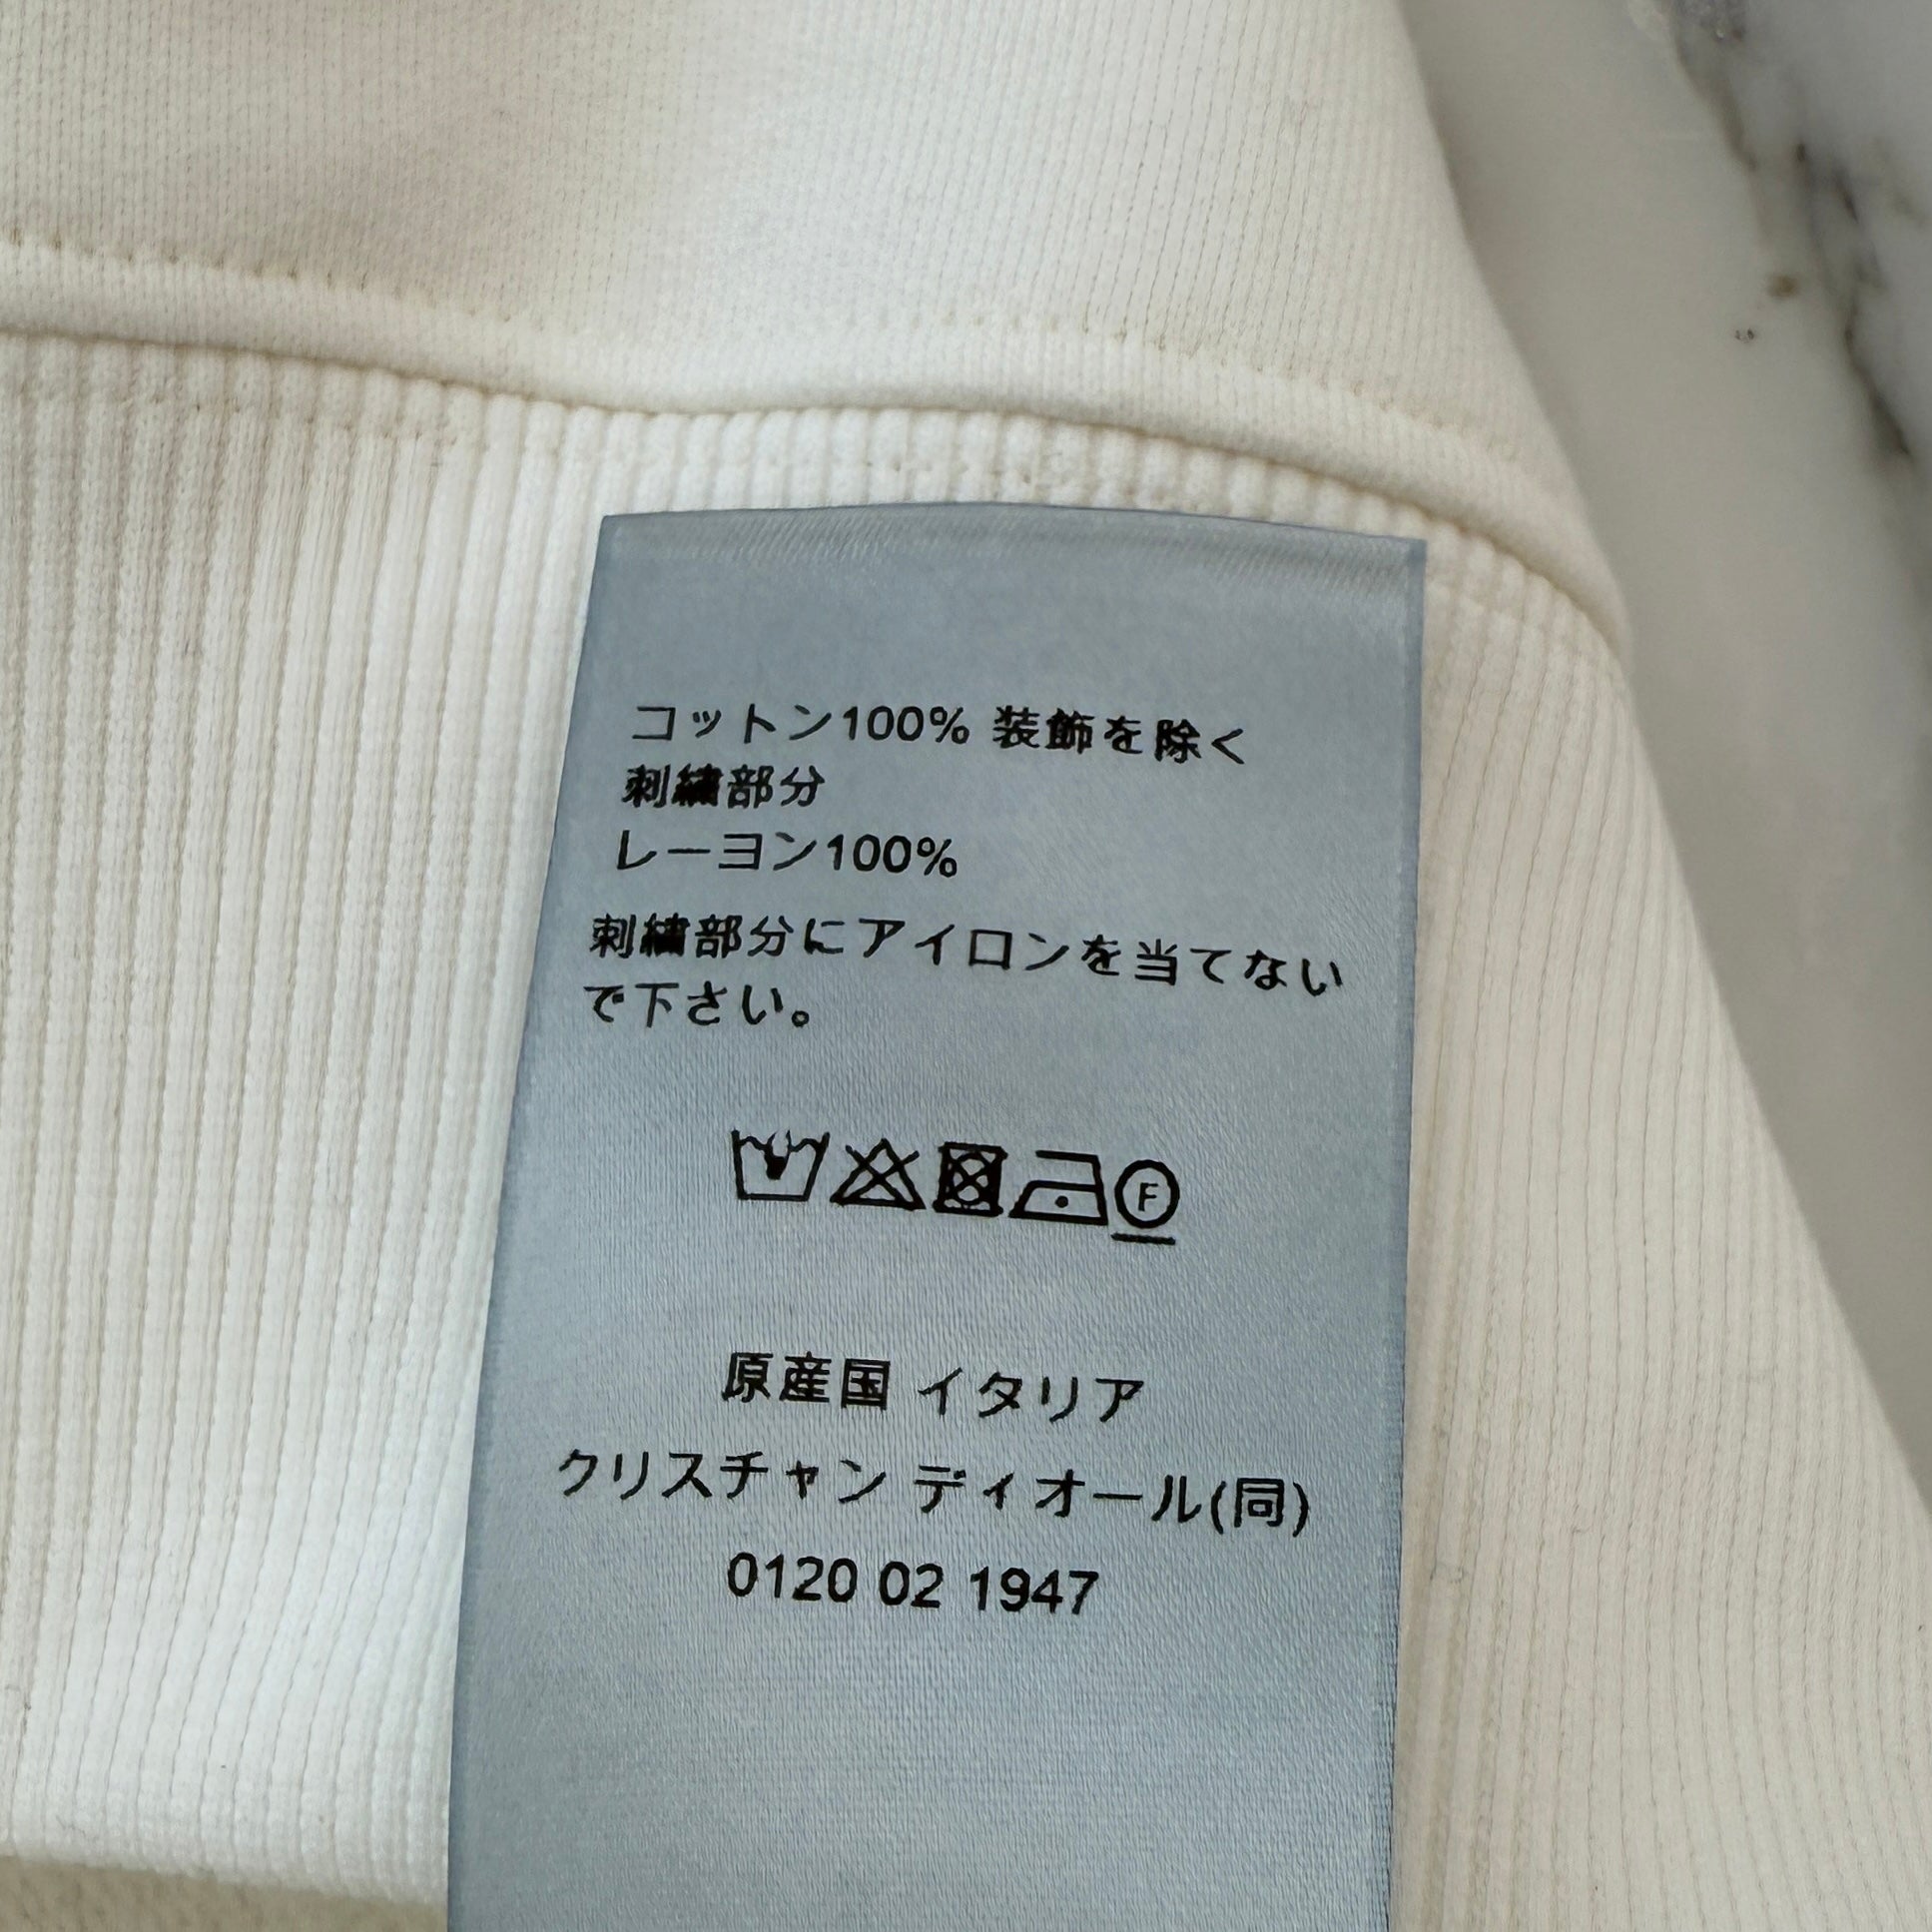 コットン100% 装飾を除く
刺繍部分
レーヨン100%
刺繍部分にアイロンを当てない
で下さい。
F
原産国 イタリア
クリスチャン ディオール(同)
0120 02 1947